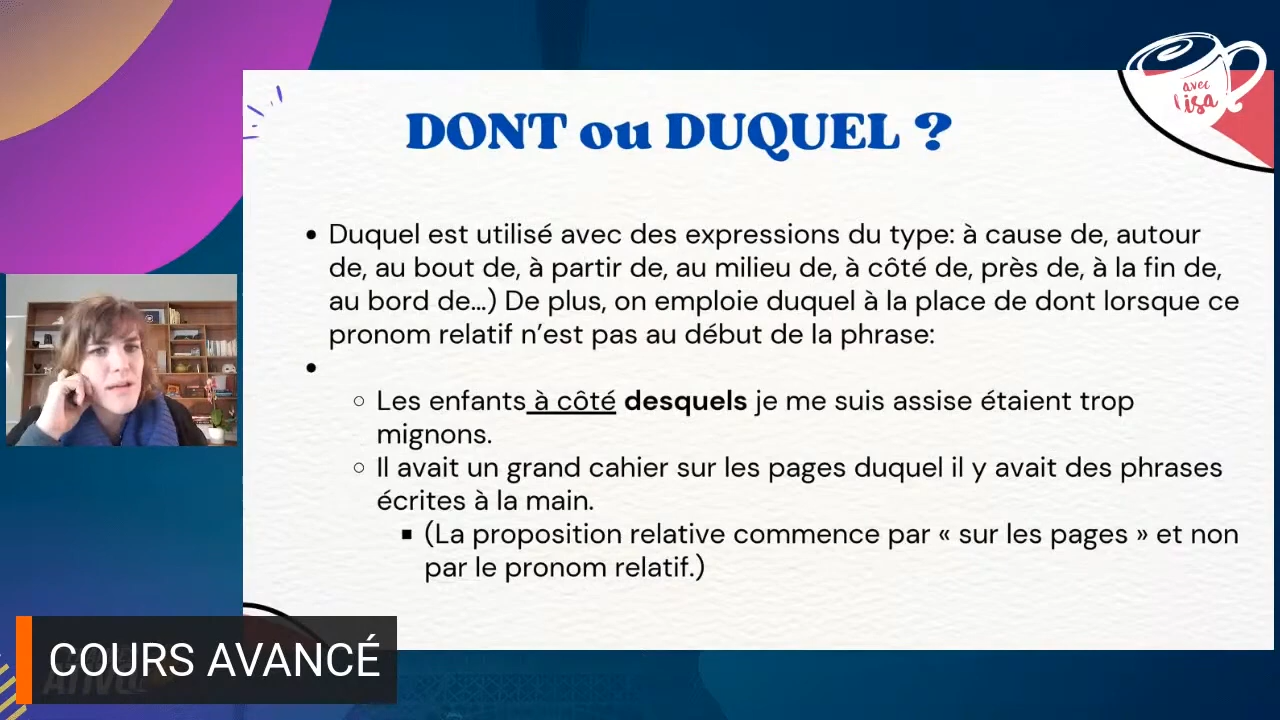 avec
lisa
DONT ou DUQUEL ?
• Duquel est utilisé avec des expressions du type: à cause de, autour
de, au bout de, à partir de, au milieu de, à côté de, près de, à la fin de,
au bord de...) De plus, on emploie duquel à la place de dont lorsque ce
pronom relatif n’est pas au début de la phrase:
•
○ Les enfants à côté desquels je me suis assise étaient trop
mignons.
○ Il avait un grand cahier sur les pages duquel il y avait des phrases
écrites à la main.
▪ (La proposition relative commence par « sur les pages » et non
par le pronom relatif.)
COURS AVANCÉ